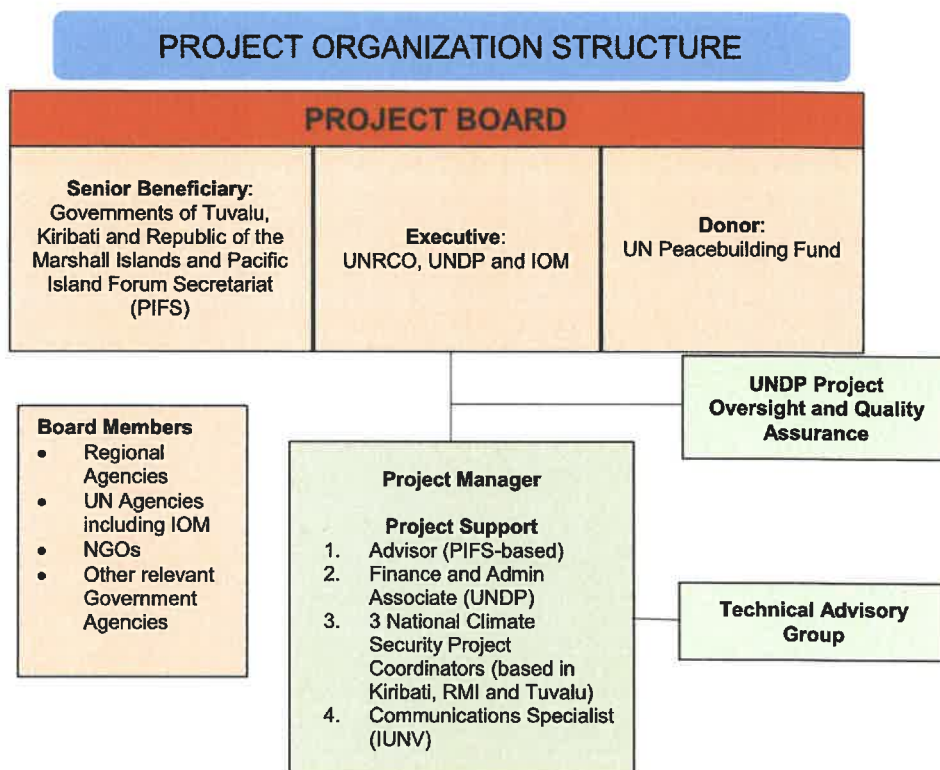 PROJECT ORGANIZATION STRUCTURE
PROJECT BOARD
Senior Beneficiary:
Governments of Tuvalu,
Kiribati and Republic of the
Marshall Islands and Pacific
Island Forum Secretariat
(PIFS)
Executive:
UNRCO, UNDP and IOM
Donor:
UN Peacebuilding Fund
UNDP Project
Oversight and Quality
Assurance
Board Members
• Regional
Agencies
• UN Agencies
including IOM
• NGOs
• Other relevant
Government
Agencies
Project Manager
Project Support
1. Advisor (PIFS-based)
2. Finance and Admin
Associate (UNDP)
3. 3 National Climate
Security Project
Coordinators (based in
Kiribati, RMI and Tuvalu)
4. Communications Specialist
(IUNV)
Technical Advisory
Group